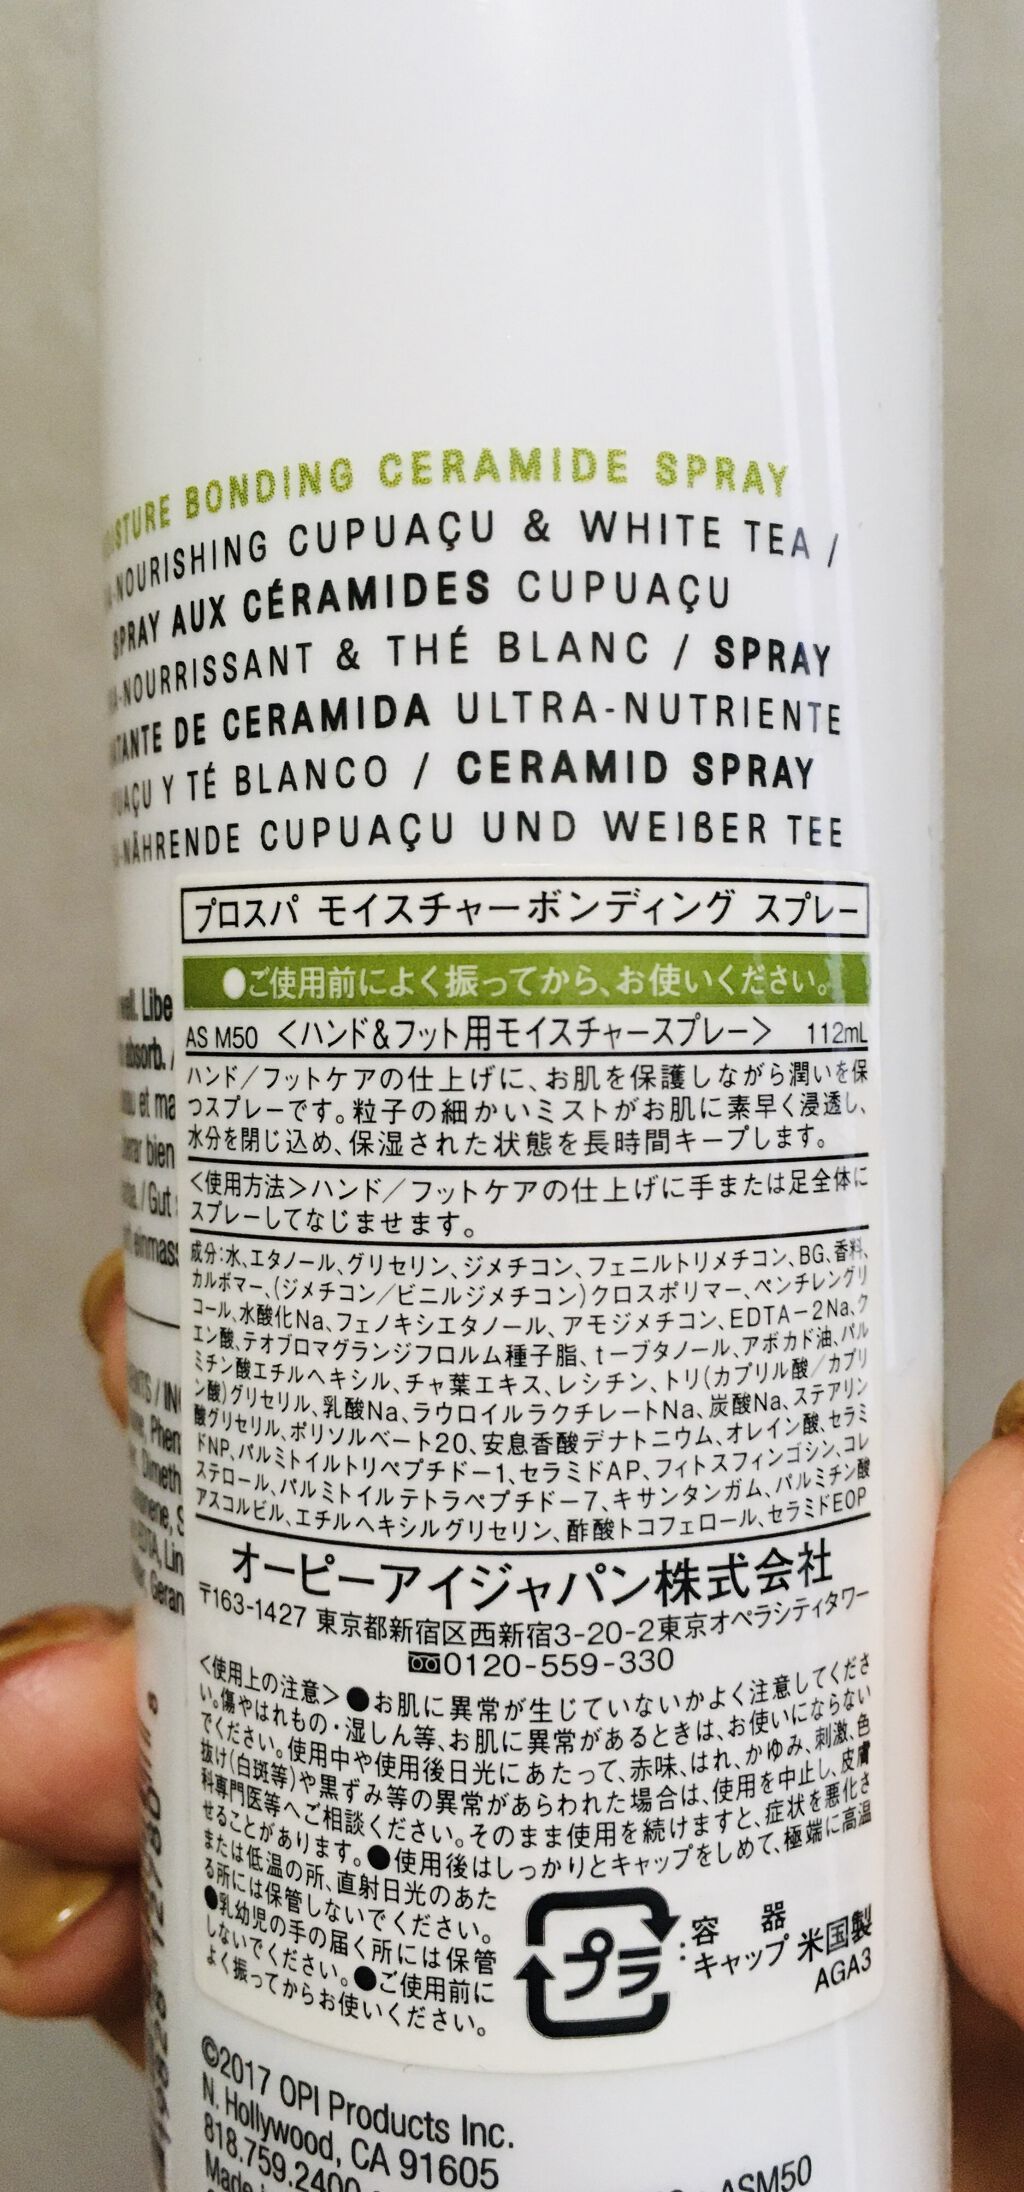 BONDING CERAMIDE SPRAY
-NOURISHING CUPUAÇU & WHITE TEA /
SPRAY AUX CÉRAMIDES CUPUAÇU
-NOURRISSANT & THÉ BLANC / SPRAY
DE CERAMIDA ULTRA-NUTRIENTE
Y TÉ BLANCO / CERAMID SPRAY
-NÄHRENDE CUPUAÇU UND WEIßER TEE
プロスパ モイスチャーボンディング スプレー
●ご使用前によく振ってから、お使いください。
AS M50 <ハンド&フット用モイスチャースプレー> 112mL
ハンド/フットケアの仕上げに、お肌を保護しながら潤いを保
つスプレーです。粒子の細かいミストがお肌に素早く浸透し、
水分を閉じ込め、保湿された状態を長時間キープします。
<使用方法>ハンド/フットケアの仕上げに手または足全体に
スプレーしてなじませます。
成分:水、エタノール、グリセリン、ジメチコン、フェニルトリメチコン、BG、香料、
カルボマー、(ジメチコン/ビニルジメチコン)クロスポリマー、ペンチレングリ
コール、水酸化Na、フェノキシエタノール、アモジメチコン、EDTA-2Na、ク
エン酸、テオブロマグランジフロルム種子脂、t-ブタノール、アボカド油、パル
ミチン酸エチルヘキシル、チャ葉エキス、レシチン、トリ(カプリル酸/カプリ
ン酸)グリセリル、乳酸Na、ラウロイルラクチレートNa、炭酸Na、ステアリン
酸グリセリル、ポリソルベート20、安息香酸デナトニウム、オレイン酸、セラミ
ドNP、パルミトイルトリペプチド-1、セラミドAP、フィトスフィンゴシン、コレ
ステロール、パルミトイルテトラペプチド-7、キサンタンガム、パルミチン酸
アスコルビル、エチルヘキシルグリセリン、酢酸トコフェロール、セラミドEOP
オーピーアイジャパン株式会社
〒163-1427 東京都新宿区西新宿3-20-2東京オペラシティタワー
0120-559-330
<使用上の注意>●お肌に異常が生じていないかよく注意してくださ
い。傷やはれもの・湿しん等、お肌に異常があるときは、お使いにならない
でください。使用中や使用後日光にあたって、赤味、はれ、かゆみ、刺激、色
抜け(白斑等)や黒ずみ等の異常があらわれた場合は、使用を中止し、皮膚
科専門医等へご相談ください。そのまま使用を続けますと、症状を悪化さ
せることがあります。●使用後はしっかりとキャップをしめて、極端に高温
または低温の所、直射日光のあた
る所には保管しないでください。
●乳幼児の手の届く所には保管
しないでください。●ご使用前に
よく振ってからお使いください。
プラ
:容器
キャップ 米国製
AGA3
©2017 OPI Products Inc.
N. Hollywood, CA 91605
818.759.2400
ASM50